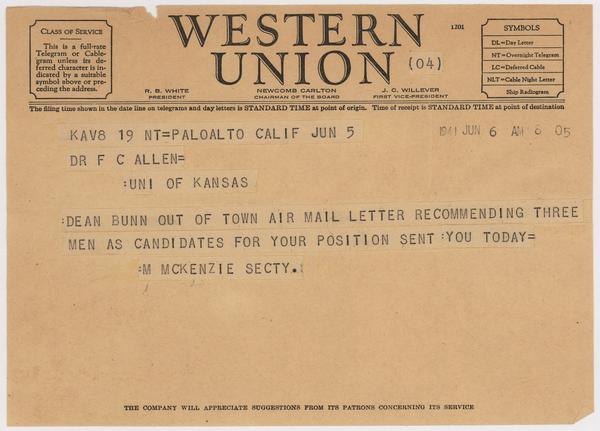 CLASS OF SERVICE
This is a full-rate
Telegram or Cable-
gram unless its de-
ferred character is in-
dicated by a suitable
symbol above or pre-
ceding the address.
WESTERN
UNION
(04)
1201
R. B. WHITE
PRESIDENT
NEWCOMB CARLTON
CHAIRMAN OF THE BOARD
J. C. WILLEVER
FIRST VICE-PRESIDENT
SYMBOLS
DL=Day Letter
NT=Overnight Telegram
LC=Deferred Cable
NLT=Cable Night Letter
Ship Radiogram
The filing time shown in the date line on telegrams and day letters is STANDARD TIME at point of origin. Time of receipt is STANDARD TIME at point of destination
KAV8 19 NT=PALOALTO CALIF JUN 5
1941 JUN 6 AM 6 05
DR F C ALLEN=
:UNI OF KANSAS
:DEAN BUNN OUT OF TOWN AIR MAIL LETTER RECOMMENDING THREE
MEN AS CANDIDATES FOR YOUR POSITION SENT :YOU TODAY=
:M MCKENZIE SECTY.
THE COMPANY WILL APPRECIATE SUGGESTIONS FROM ITS PATRONS CONCERNING ITS SERVICE